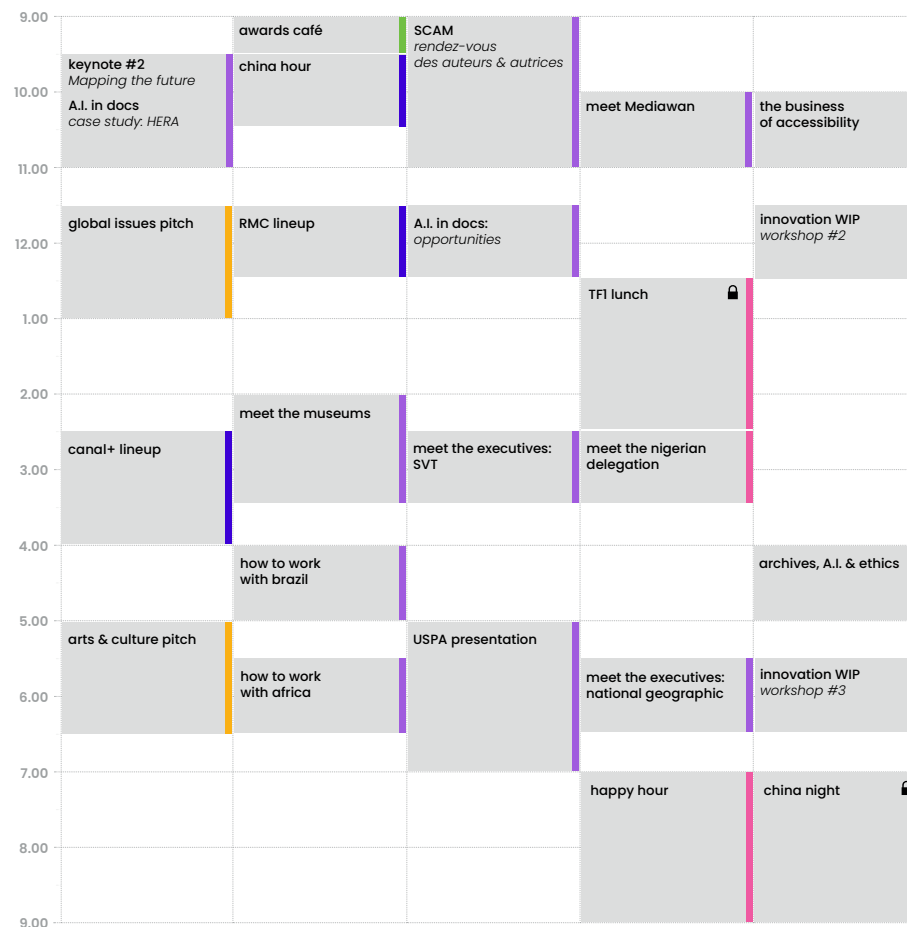 9.00
awards café
SCAM
rendez-vous
des auteurs & autrices
keynote #2
Mapping the future
A.I. in docs
case study: HERA
china hour
10.00
meet Mediawan
the business
of accessibility
11.00
global issues pitch
RMC lineup
A.I. in docs:
opportunities
innovation WIP
workshop #2
12.00
TF1 lunch
1.00
2.00
meet the museums
canal+ lineup
meet the executives:
SVT
meet the nigerian
delegation
3.00
4.00
how to work
with brazil
archives, A.I. & ethics
5.00
arts & culture pitch
USPA presentation
how to work
with africa
meet the executives:
national geographic
innovation WIP
workshop #3
6.00
7.00
happy hour
china night
8.00
9.00